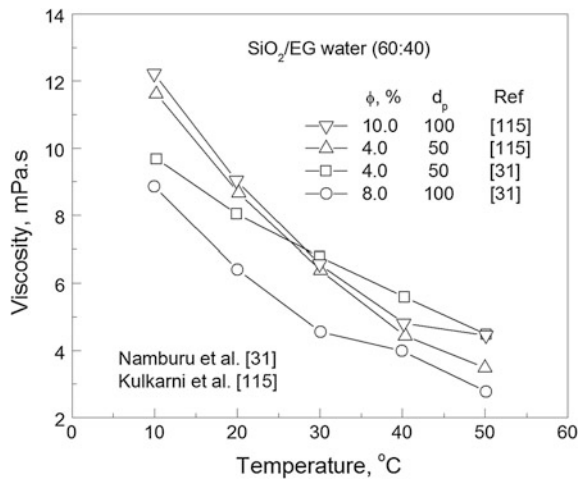 14
12
10
8
6
4
2
Viscosity, mPa.s
SiO₂/EG water (60:40)
ϕ, % dₚ Ref
10.0 100 [115]
4.0 50 [115]
4.0 50 [31]
8.0 100 [31]
Namburu et al. [31]
Kulkarni et al. [115]
0 10 20 30 40 50 60
Temperature, °C